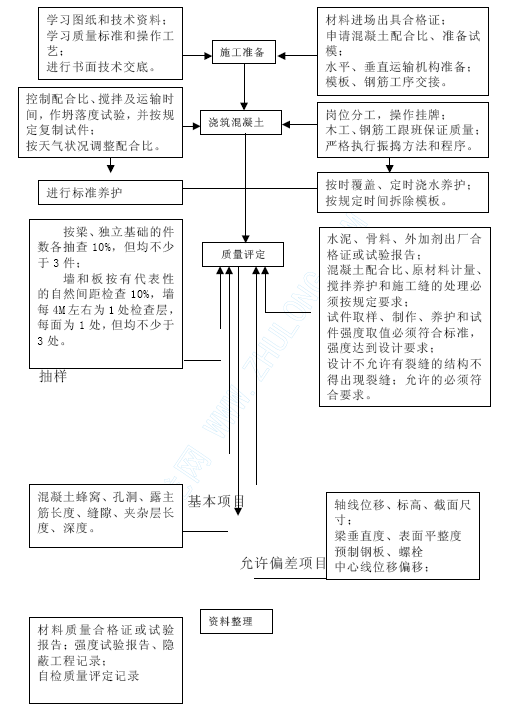 学习图纸和技术资料;
学习质量标准和操作工
艺;
进行书面技术交底。
施工准备
材料进场出具合格证;
申请混凝土配合比、准备试
模;
水平、垂直运输机构准备;
模板、钢筋工序交接。
控制配合比、搅拌及运输时
间,作坍落度试验,并按规
定复制试件;
按天气状况调整配合比。
浇筑混凝土
岗位分工,操作挂牌;
木工、钢筋工跟班保证质量;
严格执行振捣方法和程序。
进行标准养护
按时覆盖、定时浇水养护;
按规定时间拆除模板。
按梁、独立基础的件
数各抽查 10%,但均不少
于 3 件;
墙和板按有代表性
的自然间距检查 10%,墙
每 4M 左右为 1 处检查层,
每面为 1 处,但均不少于
3 处。
抽样
质量评定
水泥、骨料、外加剂出厂合
格证或试验报告;
混凝土配合比、原材料计量、
搅拌养护和施工缝的处理必
须按规定要求;
试件取样、制作、养护和试
件强度取值必须符合标准,
强度达到设计要求;
设计不允许有裂缝的结构不
得出现裂缝;允许的必须符
合要求。
混凝土蜂窝、孔洞、露主
筋长度、缝隙、夹杂层长
度、深度。
基本项目
轴线位移、标高、截面尺
寸;
梁垂直度、表面平整度
预制钢板、螺栓
中心线位移偏移;
允许偏差项目
资料整理
材料质量合格证或试验
报告;强度试验报告、隐
蔽工程记录;
自检质量评定记录
WWW.ZHULONG